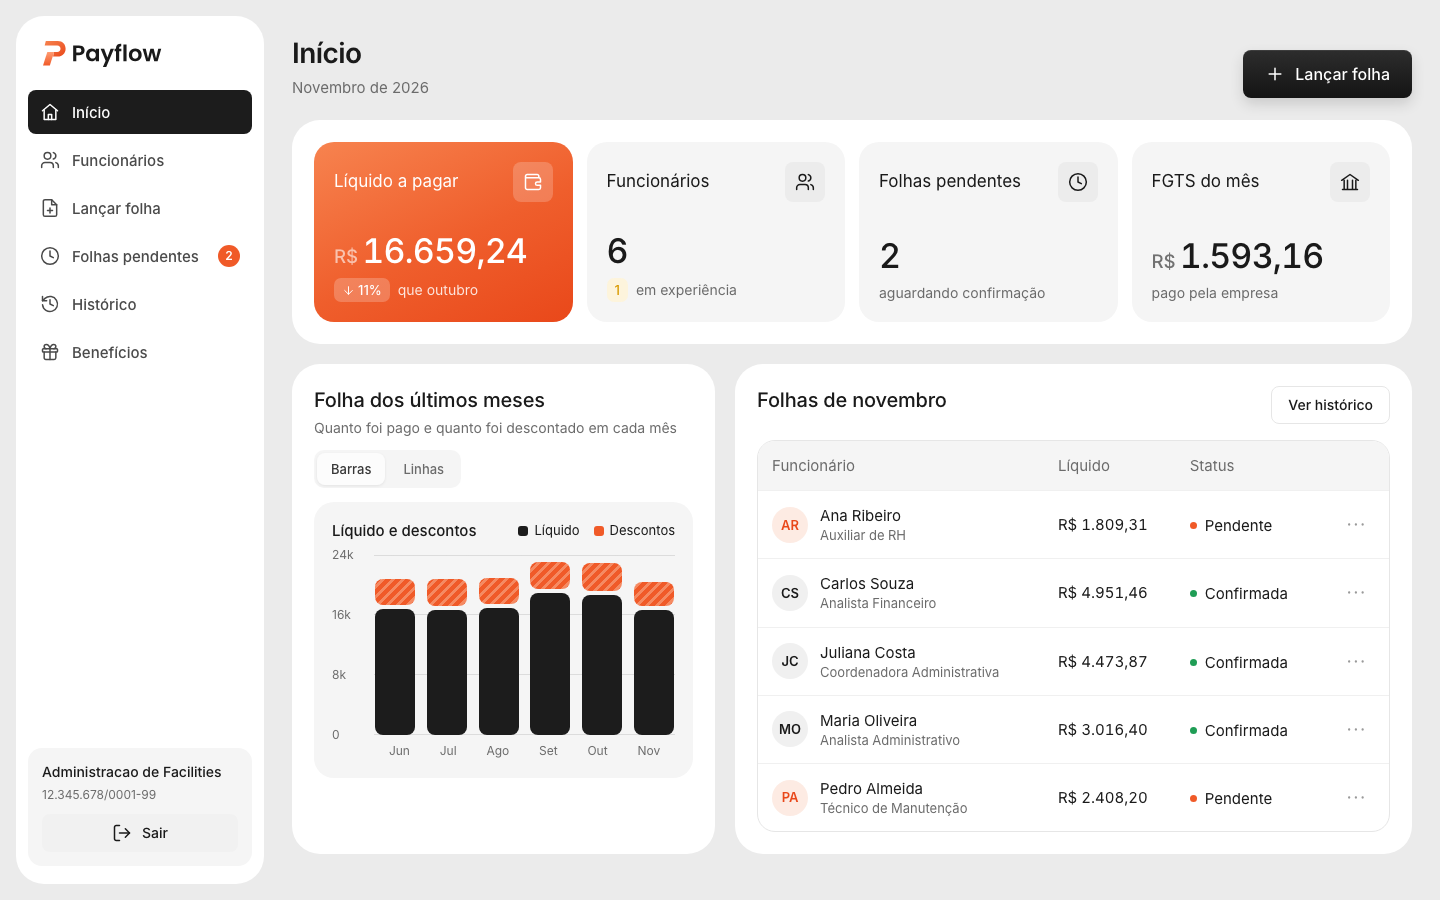 Payflow
Início
Funcionários
Lançar folha
Folhas pendentes 2
Histórico
Benefícios
Administracao de Facilities
12.345.678/0001-99
Sair
Início
Novembro de 2026
Lançar folha
Líquido a pagar
R$ 16.659,24
↓ 11% que outubro
Funcionários
6
1 em experiência
Folhas pendentes
2
aguardando confirmação
FGTS do mês
R$ 1.593,16
pago pela empresa
Folha dos últimos meses
Quanto foi pago e quanto foi descontado em cada mês
Barras Linhas
Líquido e descontos Líquido Descontos
24k
16k
8k
0
Jun Jul Ago Set Out Nov
Folhas de novembro
Ver histórico
Funcionário Líquido Status
AR Ana Ribeiro R$ 1.809,31 Pendente ...
Auxiliar de RH
CS Carlos Souza R$ 4.951,46 Confirmada ...
Analista Financeiro
JC Juliana Costa R$ 4.473,87 Confirmada ...
Coordenadora Administrativa
MO Maria Oliveira R$ 3.016,40 Confirmada ...
Analista Administrativo
PA Pedro Almeida R$ 2.408,20 Pendente ...
Técnico de Manutenção